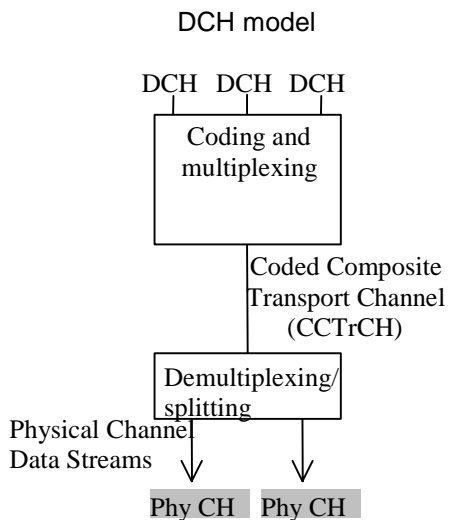 DCH model
DCH DCH DCH
Coding and
multiplexing
Coded Composite
Transport Channel
(CCTrCH)
Demultiplexing/
splitting
Physical Channel
Data Streams
Phy CH Phy CH